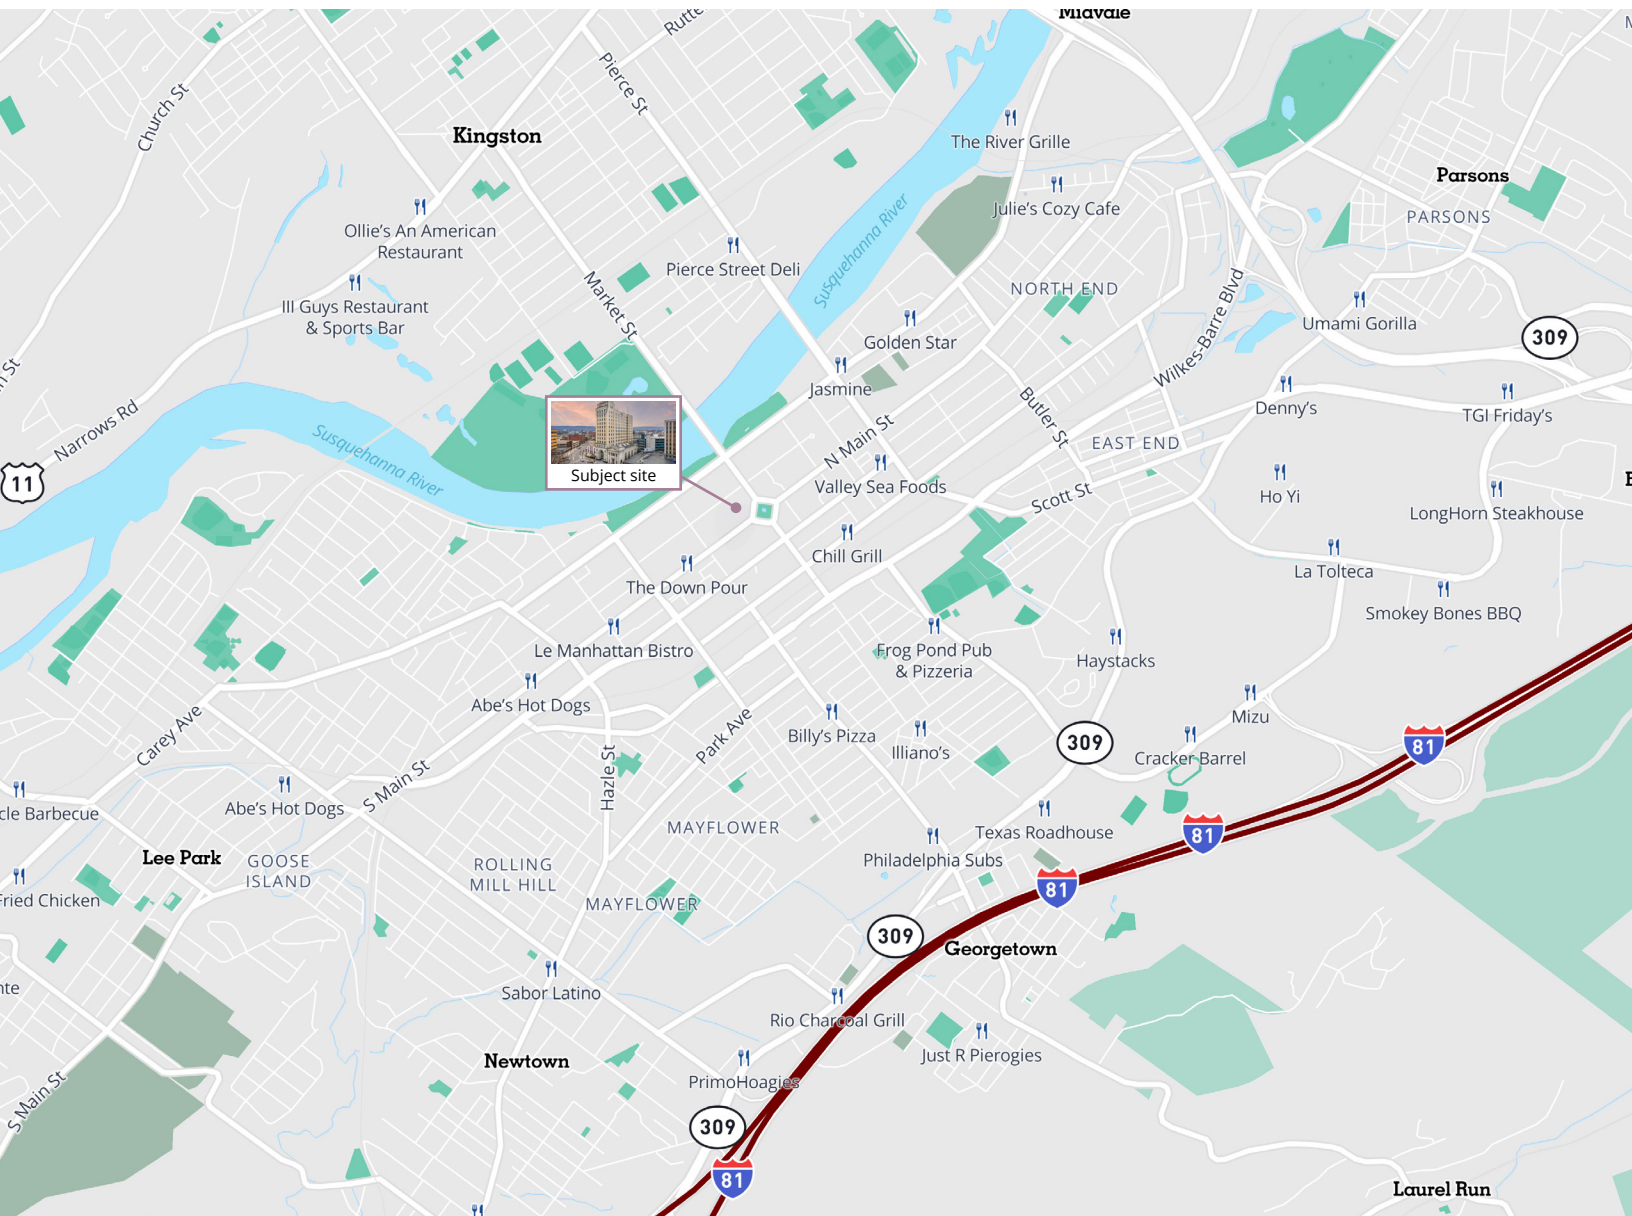 Midvale
Rutte
Pierce St
Church St
Kingston
The River Grille
Parsons
PARSONS
Julie's Cozy Cafe
Ollie's An American
Restaurant
Susquehanna River
Pierce Street Deli
Ill Guys Restaurant
& Sports Bar
Market St
NORTH END
Golden Star
Umami Gorilla
309
Wilkes-Barre Blvd
Jasmine
Butler St
Denny's
TGI Friday's
Narrows Rd
Susquehanna River
N Main St
EAST END
11
Subject site
Valley Sea Foods
Scott St
Ho Yi
LongHorn Steakhouse
Chill Grill
The Down Pour
La Tolteca
Smokey Bones BBQ
Le Manhattan Bistro
Frog Pond Pub
& Pizzeria
Haystacks
Abe's Hot Dogs
Mizu
Carey Ave
Park Ave
Billy's Pizza
Illiano's
309
Cracker Barrel
81
S Main St
Hazle St
cle Barbecue
Abe's Hot Dogs
MAYFLOWER
Texas Roadhouse
81
Lee Park
GOOSE
ISLAND
ROLLING
MILL HILL
Philadelphia Subs
81
Fried Chicken
MAYFLOWER
309
Georgetown
Sabor Latino
Rio Charcoal Grill
Just R Pierogies
Newtown
PrimoHoagies
S Main St
309
81
Laurel Run